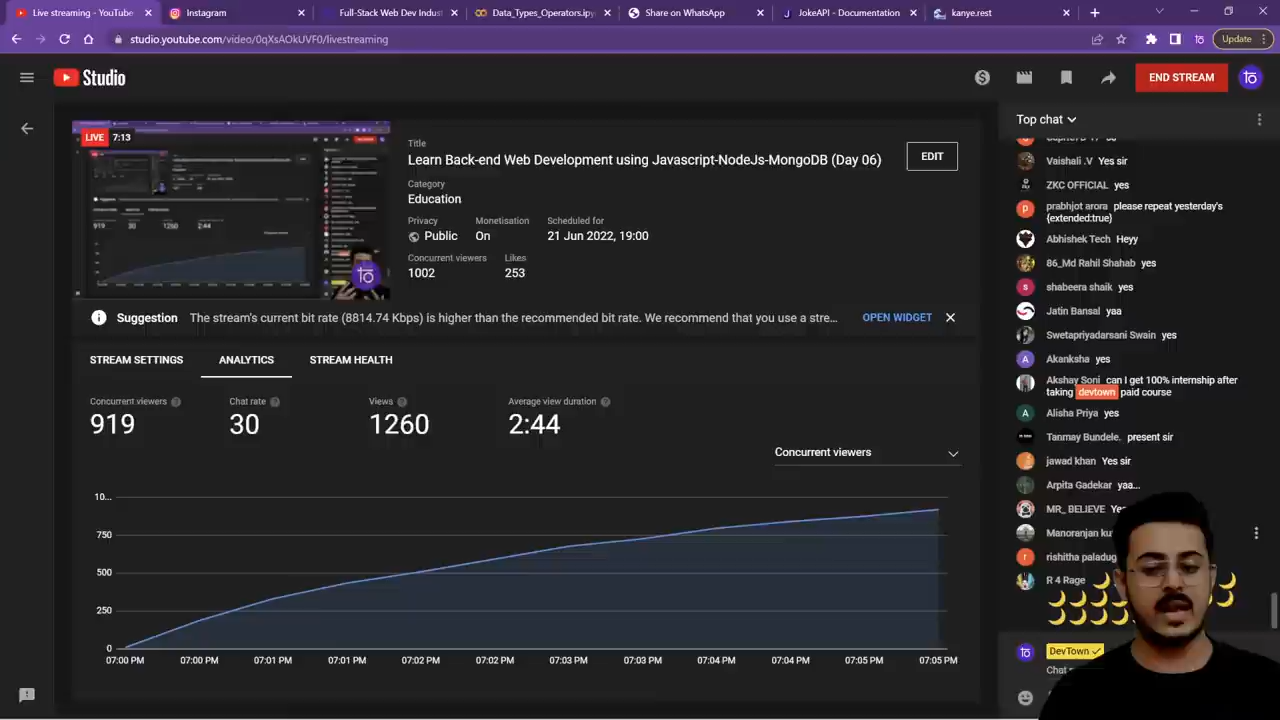 Live streaming - YouTube
Instagram
Full-Stack Web Dev Indust
Data_Types_Operators.ipy
Share on WhatsApp
JokeAPI - Documentation
kanye.rest
studio.youtube.com/video/0qXsAOkUVF0/livestreaming
Update
Studio
END STREAM
LIVE 7:13
Title
Learn Back-end Web Development using Javascript-NodeJs-MongoDB (Day 06)
EDIT
Category
Education
Privacy Monetisation Scheduled for
Public On 21 Jun 2022, 19:00
Concurrent viewers Likes
1002 253
Suggestion The stream's current bit rate (8814.74 Kbps) is higher than the recommended bit rate. We recommend that you use a stre... OPEN WIDGET
STREAM SETTINGS ANALYTICS STREAM HEALTH
Concurrent viewers Chat rate Views Average view duration
919 30 1260 2:44
Concurrent viewers
10...
750
500
250
0
07:00 PM 07:00 PM 07:01 PM 07:01 PM 07:02 PM 07:02 PM 07:03 PM 07:03 PM 07:04 PM 07:04 PM 07:05 PM 07:05 PM
Top chat
Vaishali .V Yes sir
ZKC OFFICIAL yes
prabhjot arora please repeat yesterday's
{extended:true}
Abhishek Tech Heyy
86_Md Rahil Shahab yes
shabeera shaik yes
Jatin Bansal yaa
Swetapriyadarsani Swain yes
Akanksha yes
Akshay Soni can I get 100% internship after
taking devtown paid course
Alisha Priya yes
Tanmay Bundele. present sir
jawad khan Yes sir
Arpita Gadekar yaa...
MR_ BELIEVE
Manoranjan
rishitha
R 4 Rage
DevTown